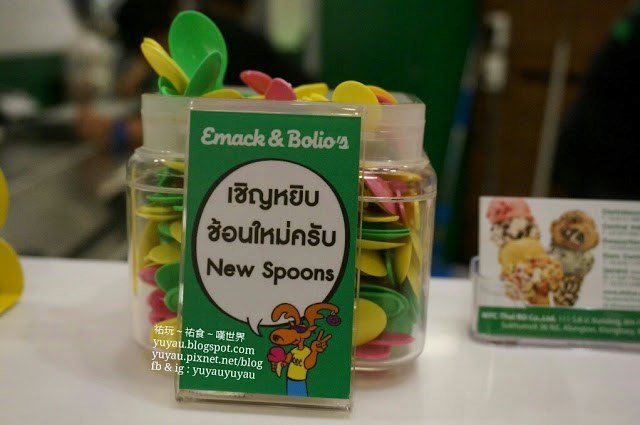 Emack & Bolio's
เชิญหยิบ
ช้อนใหม่ครับ
New Spoons
祐玩 ~ 祐食 ~ 嘆世界
yuyau.blogspot.com
yuyau.pixnet.net/blog
fb & ig : yuyauyuyau